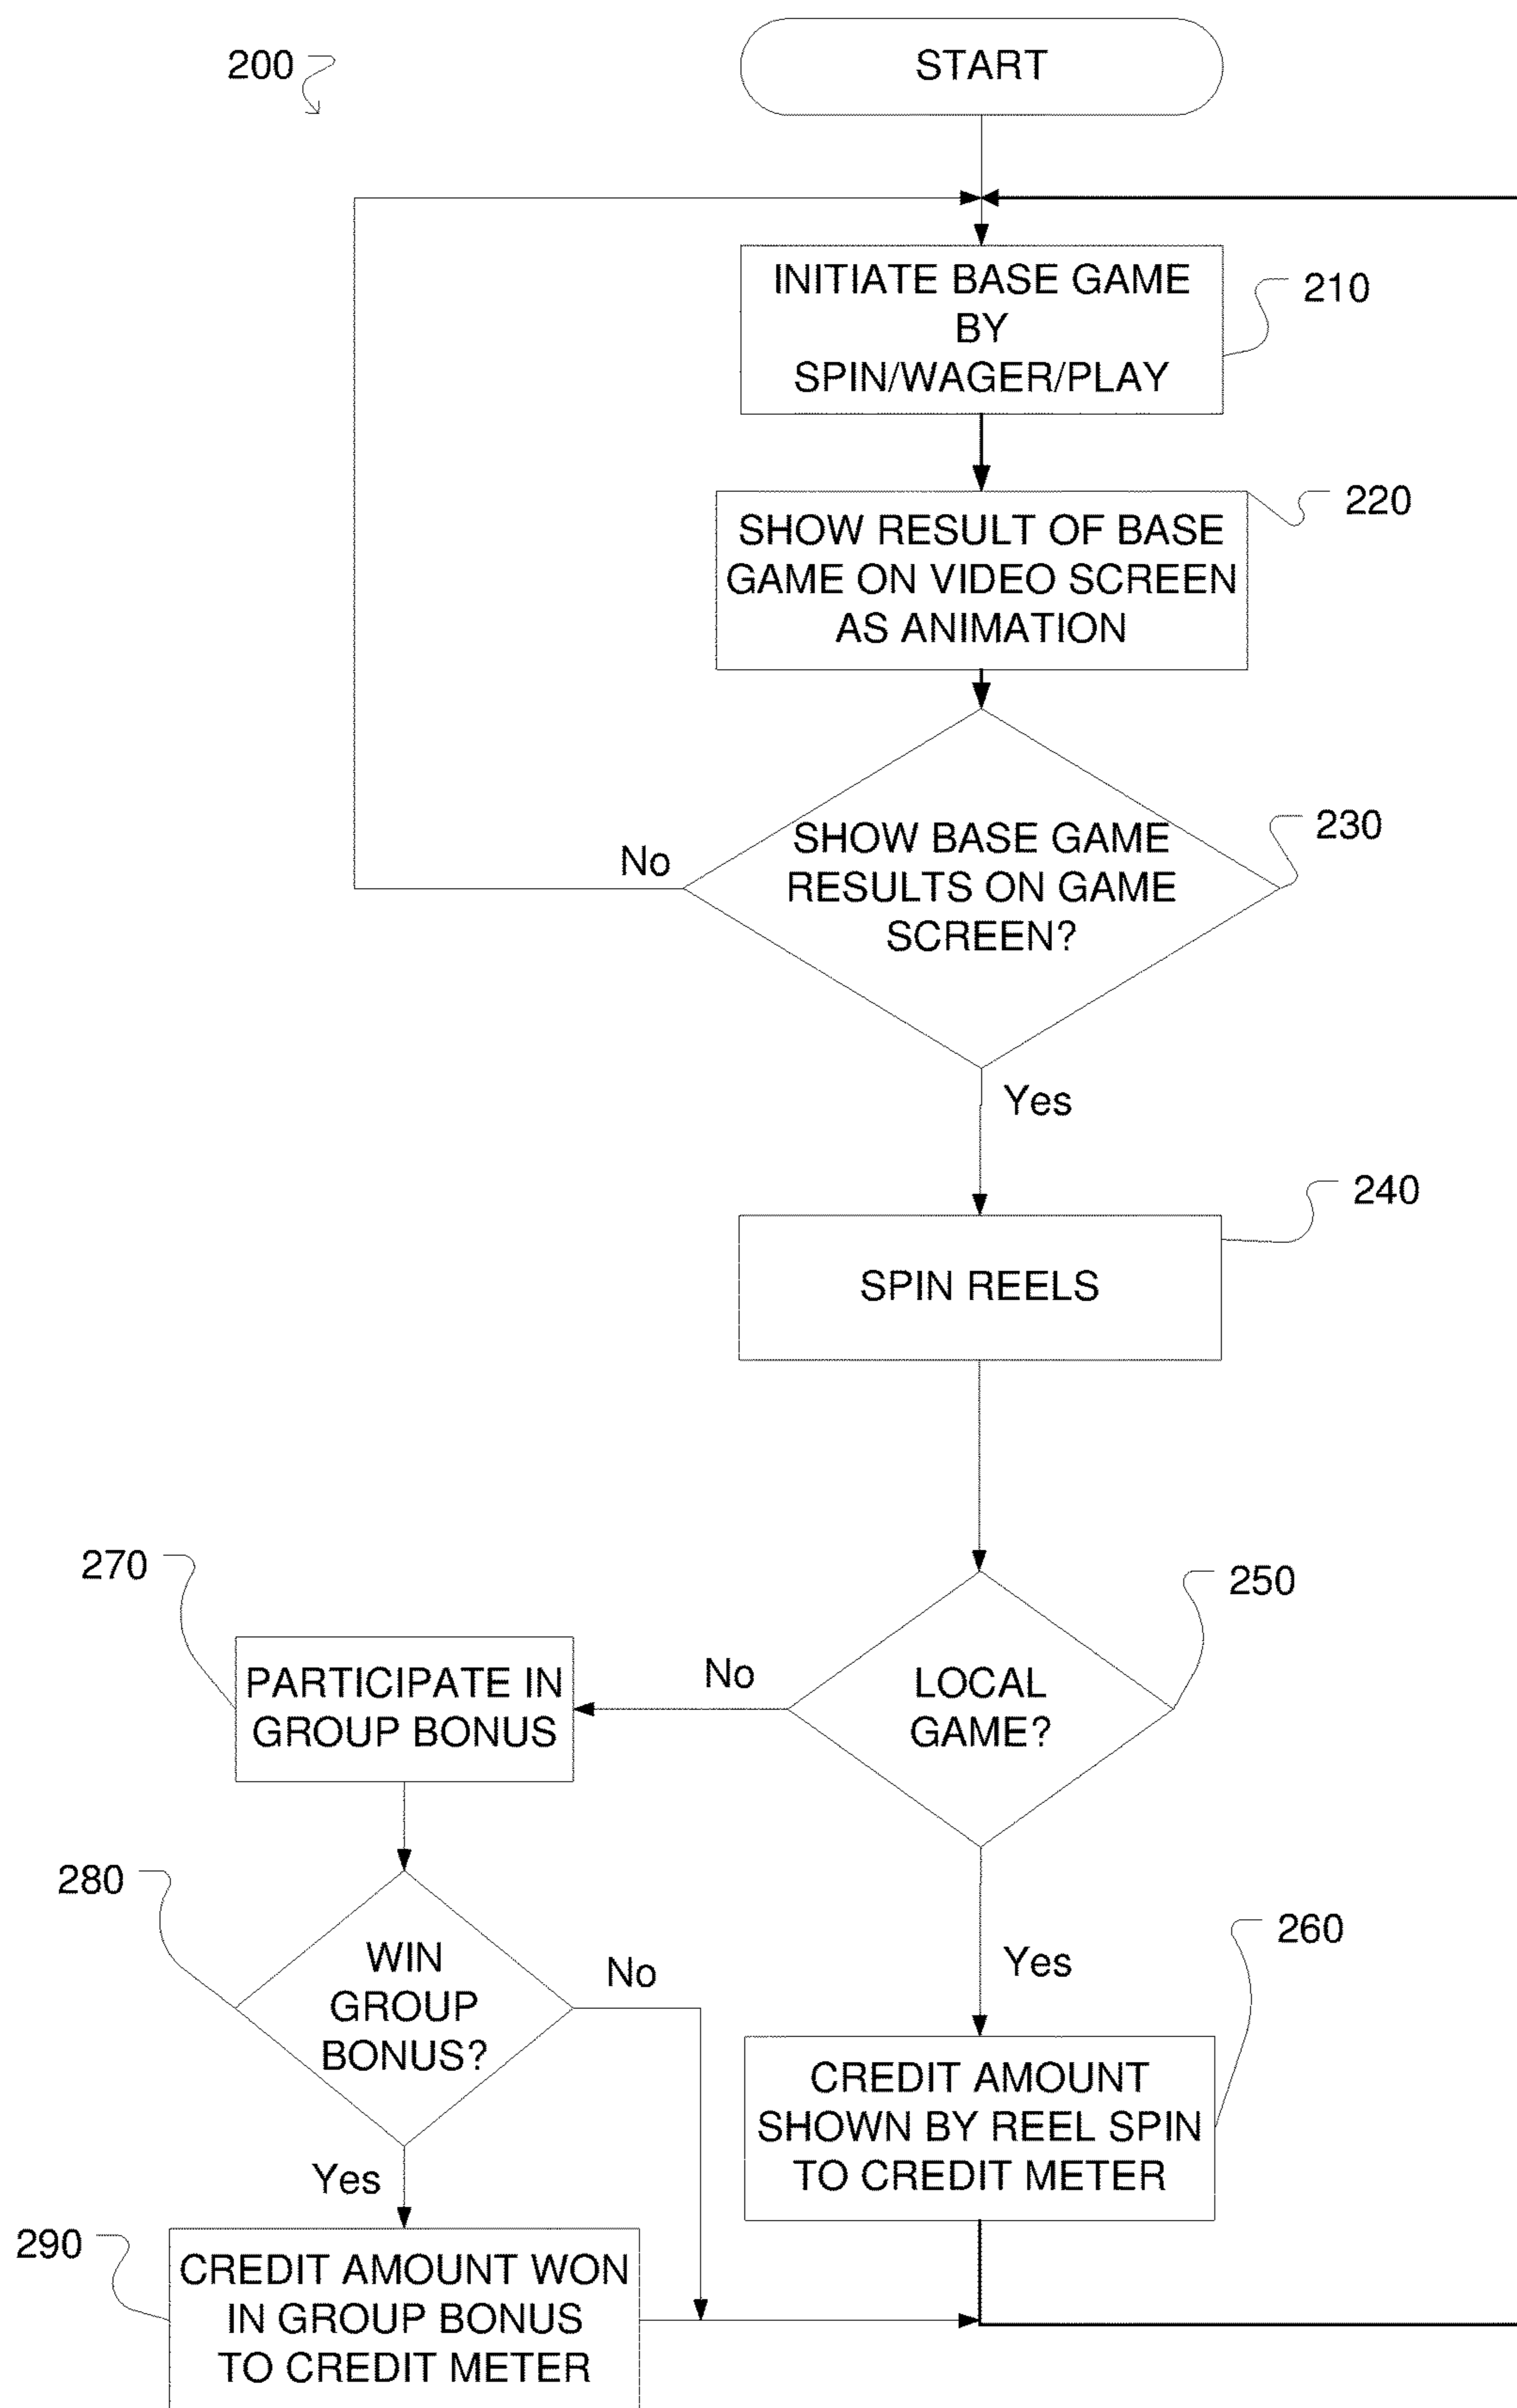 200
START
INITIATE BASE GAME
BY
SPIN/WAGER/PLAY
210
SHOW RESULT OF BASE
GAME ON VIDEO SCREEN
AS ANIMATION
220
SHOW BASE GAME
RESULTS ON GAME
SCREEN?
230
No
Yes
SPIN REELS
240
LOCAL
GAME?
250
No
PARTICIPATE IN
GROUP BONUS
270
WIN
GROUP
BONUS?
280
No
Yes
Yes
CREDIT AMOUNT
SHOWN BY REEL SPIN
TO CREDIT METER
260
CREDIT AMOUNT WON
IN GROUP BONUS
TO CREDIT METER
290